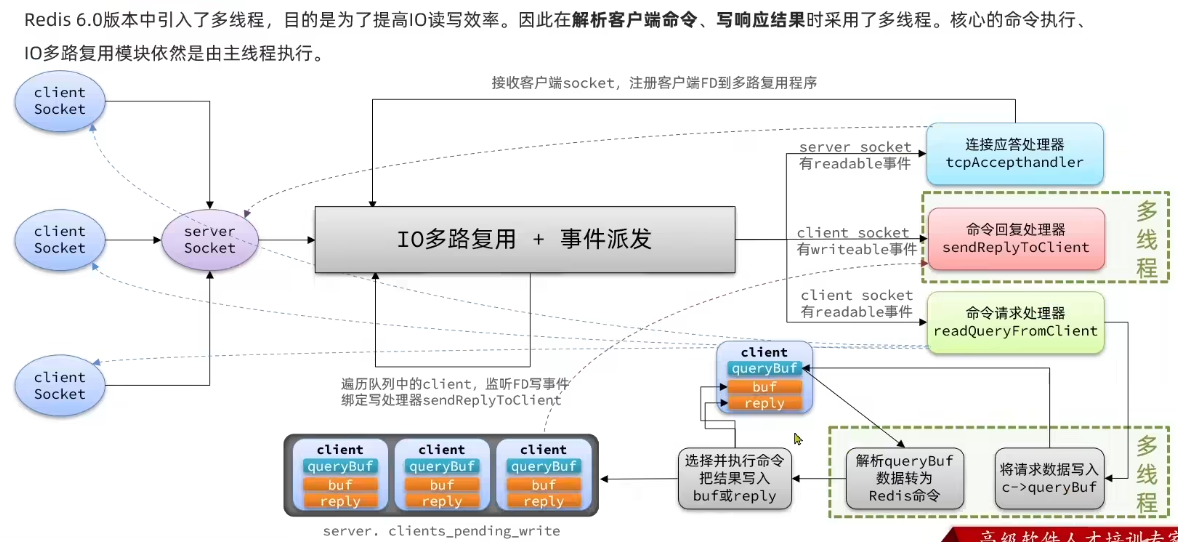 Redis 6.0版本中引入了多线程，目的是为了提高IO读写效率。因此在解析客户端命令、写响应结果时采用了多线程。核心的命令执行、
IO多路复用模块依然是由主线程执行。
接收客户端socket，注册客户端FD到多路复用程序
client
Socket
client
Socket
client
Socket
server
Socket
IO多路复用 + 事件派发
server socket
有readable事件
连接应答处理器
tcpAccepthandler
client socket
有writeable事件
命令回复处理器
sendReplyToClient
多
线
程
client socket
有readable事件
命令请求处理器
readQueryFromClient
遍历队列中的client，监听FD写事件
绑定写处理器sendReplyToClient
client
queryBuf
buf
reply
client
queryBuf
buf
reply
client
queryBuf
buf
reply
client
queryBuf
buf
reply
server. clients_pending_write
选择并执行命令
把结果写入
buf或reply
解析queryBuf
数据转为
Redis命令
将请求数据写入
c->queryBuf
多
线
程
高级软件人才培训专家